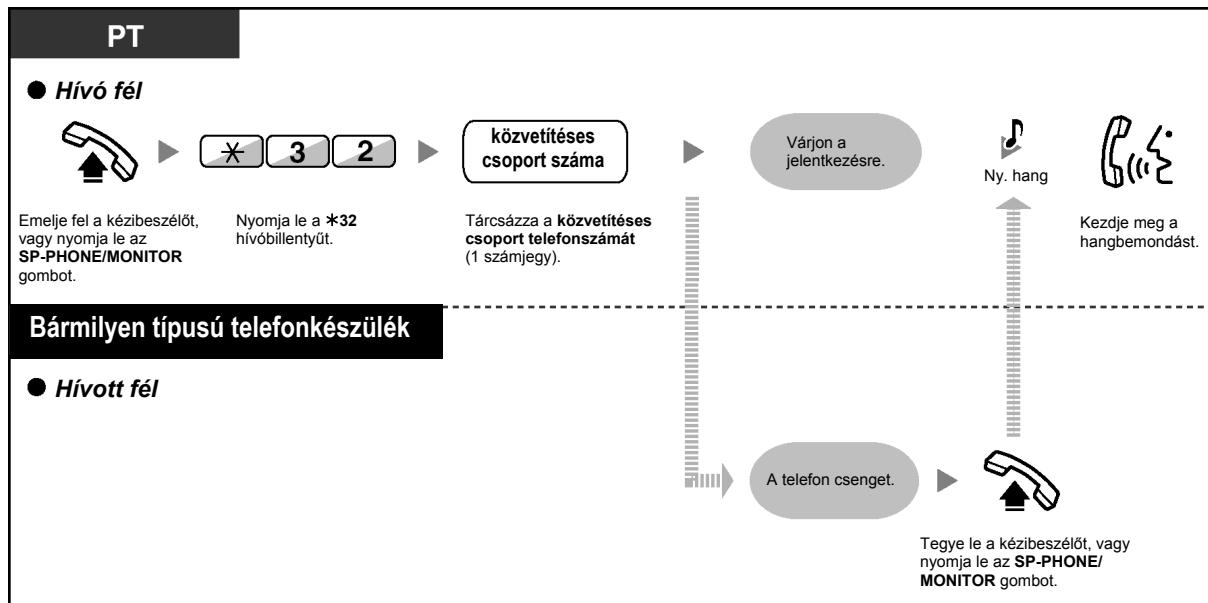 PT
● Hívó fél
✳ 3 2
közvetítéses
csoport száma
Várjon a
jelentkezésre.
Ny. hang
Emelje fel a kézibeszélőt,
vagy nyomja le az
SP-PHONE/MONITOR
gombot.
Nyomja le a ✳32
hívóbillentyűt.
Tárcsázza a közvetítéses
csoport telefonszámát
(1 számjegy).
Kezdje meg a
hangbemondást.
Bármilyen típusú telefonkészülék
● Hívott fél
A telefon csenget.
Tegye le a kézibeszélőt, vagy
nyomja le az SP-PHONE/
MONITOR gombot.